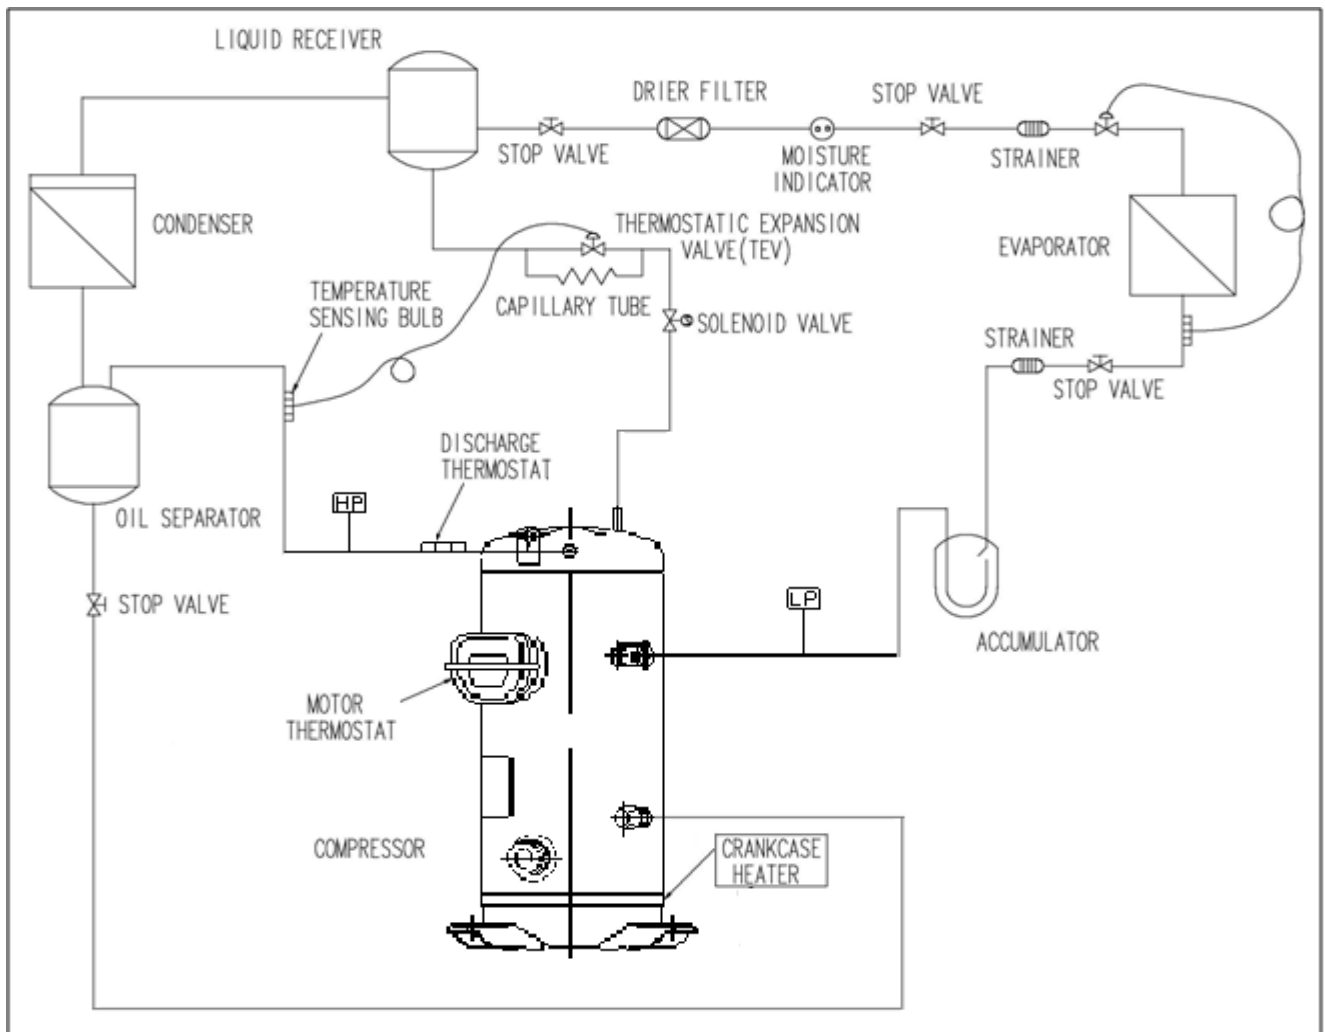 LIQUID RECEIVER
DRIER FILTER
STOP VALVE
STOP VALVE
MOISTURE
INDICATOR
STRAINER
CONDENSER
THERMOSTATIC EXPANSION
VALVE(TEV)
EVAPORATOR
TEMPERATURE
SENSING BULB
CAPILLARY TUBE
SOLENOID VALVE
STRAINER
STOP VALVE
DISCHARGE
THERMOSTAT
HP
OIL SEPARATOR
STOP VALVE
LP
ACCUMULATOR
MOTOR
THERMOSTAT
COMPRESSOR
CRANKCASE
HEATER